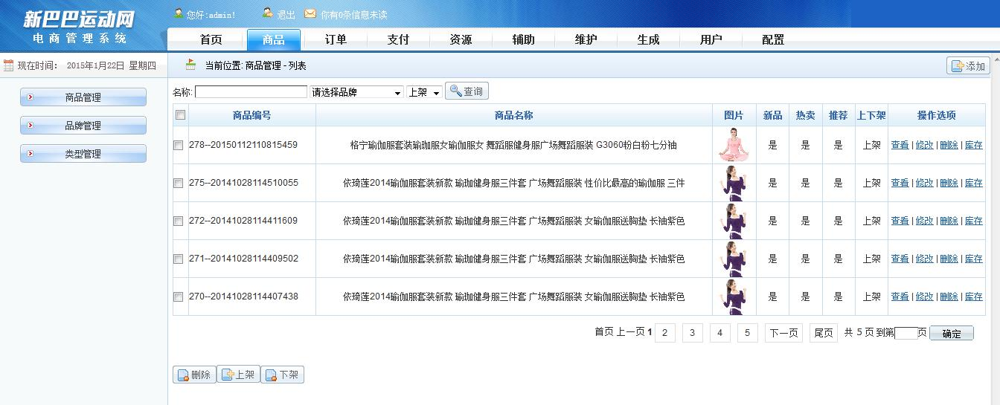 新巴巴运动网
电商管理系统
您好:admin! 退出 你有0条信息未读
首页 商品 订单 支付 资源 辅助 维护 生成 用户 配置
现在时间: 2015年1月22日 星期四
当前位置: 商品管理 - 列表 添加
商品管理
品牌管理
类型管理
名称: 请选择品牌 上架 查询
商品编号 商品名称 图片 新品 热卖 推荐 上下架 操作选项
278--20150112110815459 格宁瑜伽服套装瑜珈服女瑜伽服女 舞蹈服健身服广场舞蹈服装 G3060粉白粉七分袖 是 是 是 上架 查看 | 修改 | 删除 | 库存
275--20141028114510055 依琦莲2014瑜伽服套装新款 瑜珈健身服三件套 广场舞蹈服装 性价比最高的瑜伽服 三件 是 是 是 上架 查看 | 修改 | 删除 | 库存
272--20141028114411609 依琦莲2014瑜伽服套装新款 瑜珈健身服三件套 广场舞蹈服装 女瑜伽服送胸垫 长袖紫色 是 是 是 上架 查看 | 修改 | 删除 | 库存
271--20141028114409502 依琦莲2014瑜伽服套装新款 瑜珈健身服三件套 广场舞蹈服装 女瑜伽服送胸垫 长袖紫色 是 是 是 上架 查看 | 修改 | 删除 | 库存
270--20141028114407438 依琦莲2014瑜伽服套装新款 瑜珈健身服三件套 广场舞蹈服装 女瑜伽服送胸垫 长袖紫色 是 是 是 上架 查看 | 修改 | 删除 | 库存
首页 上一页 1 2 3 4 5 下一页 尾页 共 5 页 到第 页 确定
删除 上架 下架